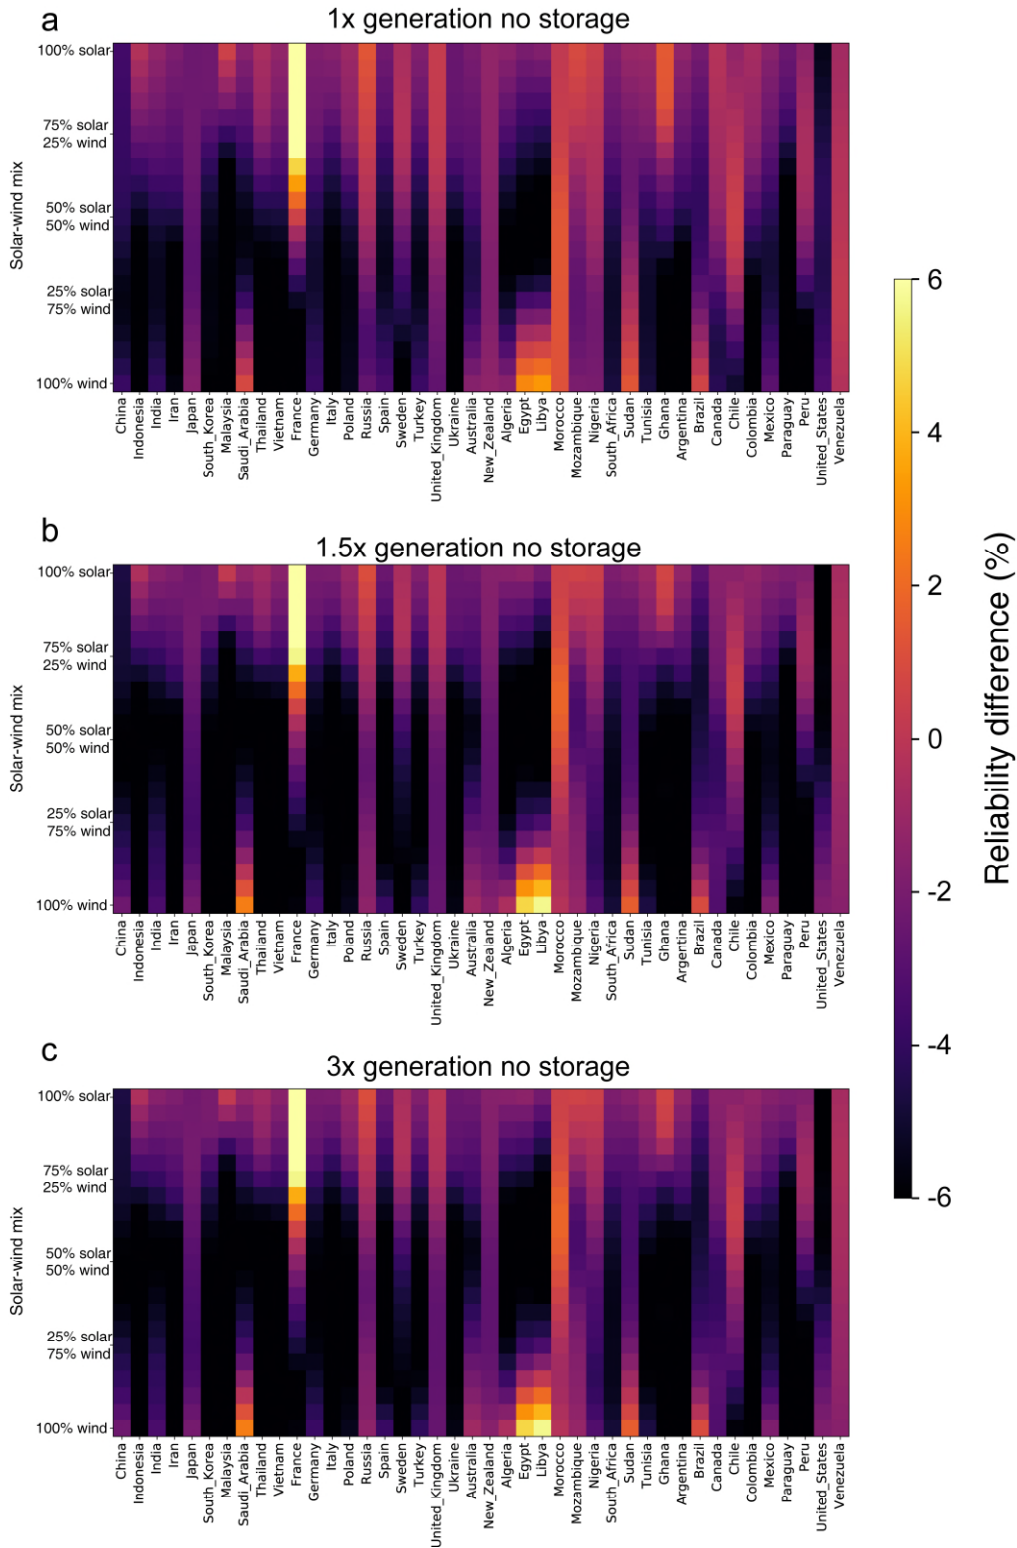 a
1x generation no storage
100% solar
75% solar
25% wind
50% solar
50% wind
25% solar
75% wind
100% wind
Solar-wind mix
China
Indonesia
India
Iran
Japan
South_Korea
Malaysia
Saudi_Arabia
Thailand
Vietnam
France
Germany
Italy
Poland
Russia
Spain
Sweden
Turkey
United_Kingdom
Ukraine
Australia
New_Zealand
Algeria
Egypt
Libya
Morocco
Mozambique
Nigeria
South_Africa
Sudan
Tunisia
Ghana
Argentina
Brazil
Canada
Chile
Colombia
Mexico
Paraguay
Peru
United_States
Venezuela
b
1.5x generation no storage
100% solar
75% solar
25% wind
50% solar
50% wind
25% solar
75% wind
100% wind
Solar-wind mix
China
Indonesia
India
Iran
Japan
South_Korea
Malaysia
Saudi_Arabia
Thailand
Vietnam
France
Germany
Italy
Poland
Russia
Spain
Sweden
Turkey
United_Kingdom
Ukraine
Australia
New_Zealand
Algeria
Egypt
Libya
Morocco
Mozambique
Nigeria
South_Africa
Sudan
Tunisia
Ghana
Argentina
Brazil
Canada
Chile
Colombia
Mexico
Paraguay
Peru
United_States
Venezuela
c
3x generation no storage
100% solar
75% solar
25% wind
50% solar
50% wind
25% solar
75% wind
100% wind
Solar-wind mix
China
Indonesia
India
Iran
Japan
South_Korea
Malaysia
Saudi_Arabia
Thailand
Vietnam
France
Germany
Italy
Poland
Russia
Spain
Sweden
Turkey
United_Kingdom
Ukraine
Australia
New_Zealand
Algeria
Egypt
Libya
Morocco
Mozambique
Nigeria
South_Africa
Sudan
Tunisia
Ghana
Argentina
Brazil
Canada
Chile
Colombia
Mexico
Paraguay
Peru
United_States
Venezuela
6
4
2
0
-2
-4
-6
Reliability difference (%)